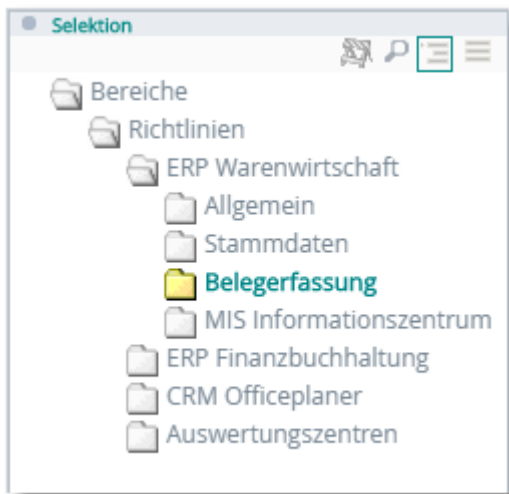 Selektion
Bereiche
Richtlinien
ERP Warenwirtschaft
Allgemein
Stammdaten
Belegerfassung
MIS Informationszentrum
ERP Finanzbuchhaltung
CRM Officeplaner
Auswertungszentren